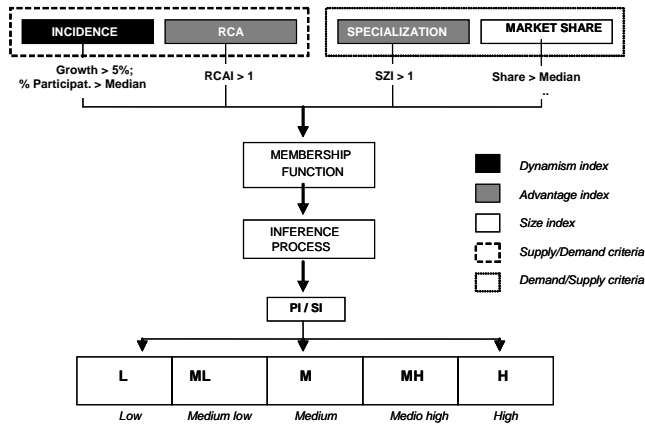 INCIDENCE
RCA
SPECIALIZATION
MARKET SHARE
Growth > 5%;
% Participat. > Median
RCAI > 1
SZI > 1
Share > Median
..
MEMBERSHIP
FUNCTION
INFERENCE
PROCESS
PI / SI
Dynamism index
Advantage index
Size index
Supply/Demand criteria
Demand/Supply criteria
L
ML
M
MH
H
Low
Medium low
Medium
Medio high
High